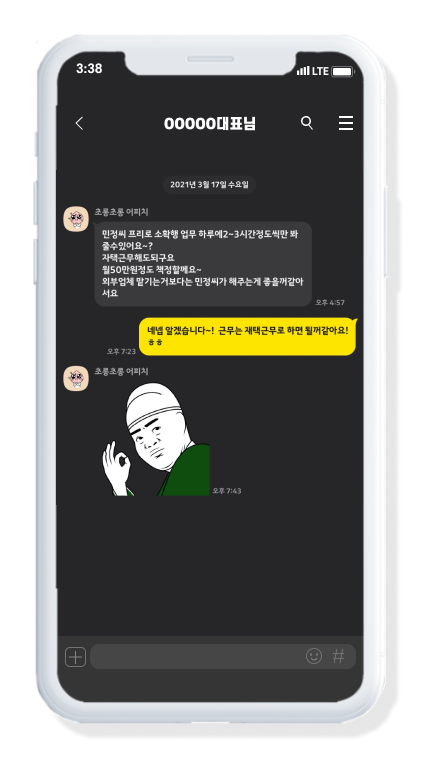 3:38
LTE
OOOOO대표님
2021년 3월 17일 수요일
초롱초롱 어피치
민정씨 프리로 소확행 업무 하루에2~3시간정도씩만 봐
줄수있어요~?
자택근무해도되구요
월50만원정도 책정할께요~
외부업체 맡기는거보다는 민정씨가 해주는게 좋을꺼같아
서요
오후 4:57
네넵 알겠습니다~! 근무는 재택근무로 하면 될꺼같아요!
ㅎㅎ
오후 7:23
초롱초롱 어피치
오후 7:43
#